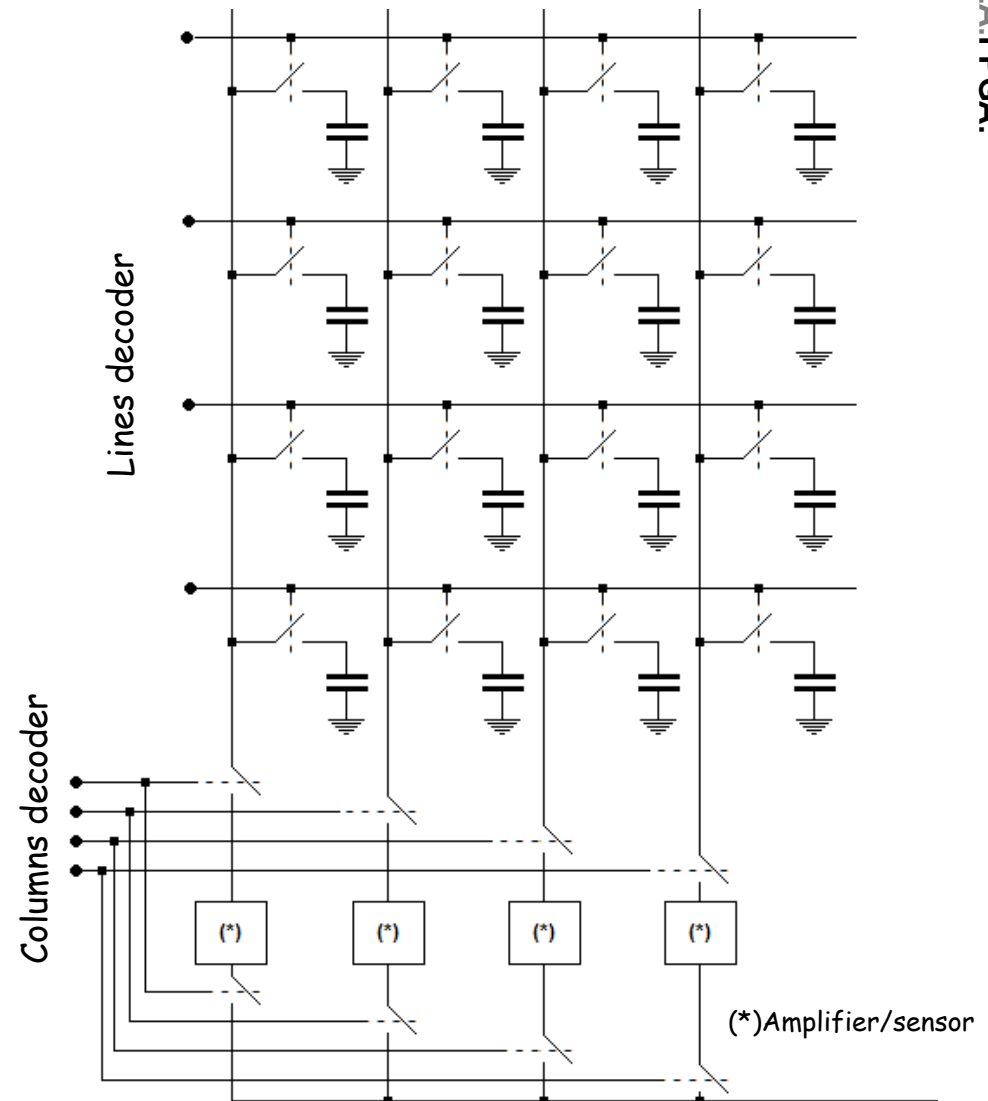 Lines decoder
Columns decoder
(*)
(*)
(*)
(*)
(*)Amplifier/sensor